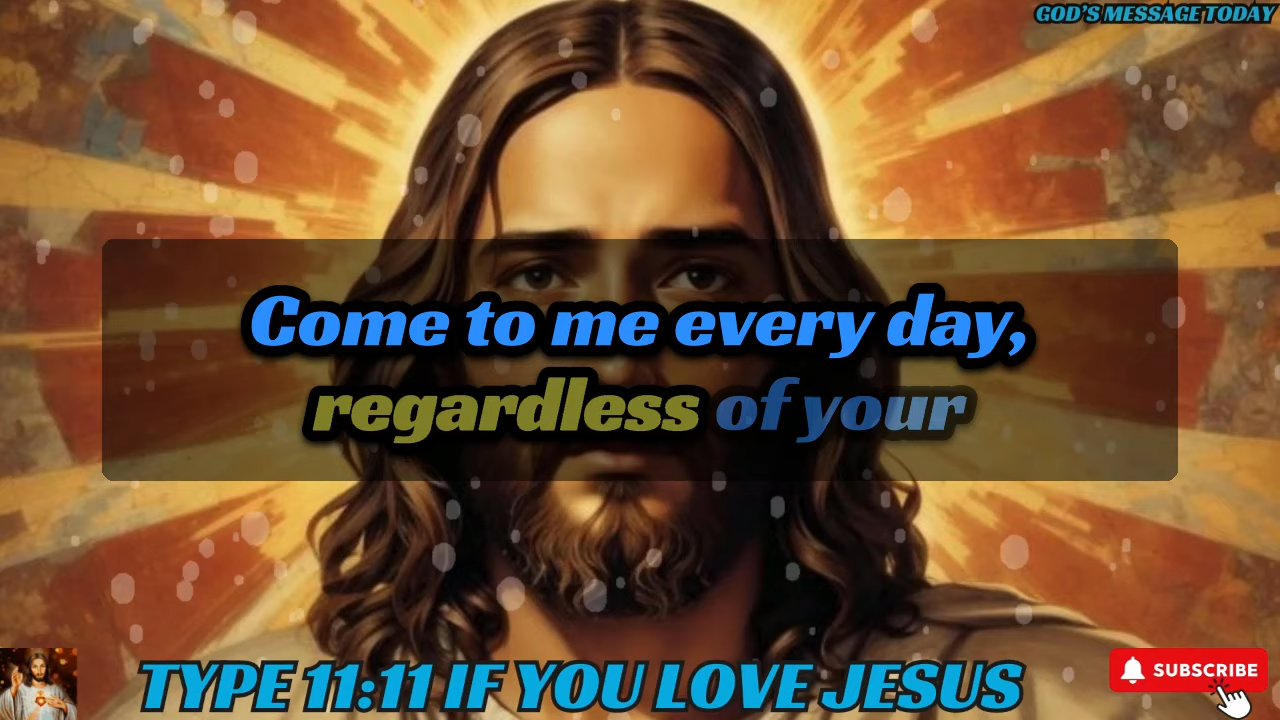 GOD'S MESSAGE TODAY
Come to me every day,
regardless of your
TYPE 11:11 IF YOU LOVE JESUS
SUBSCRIBE